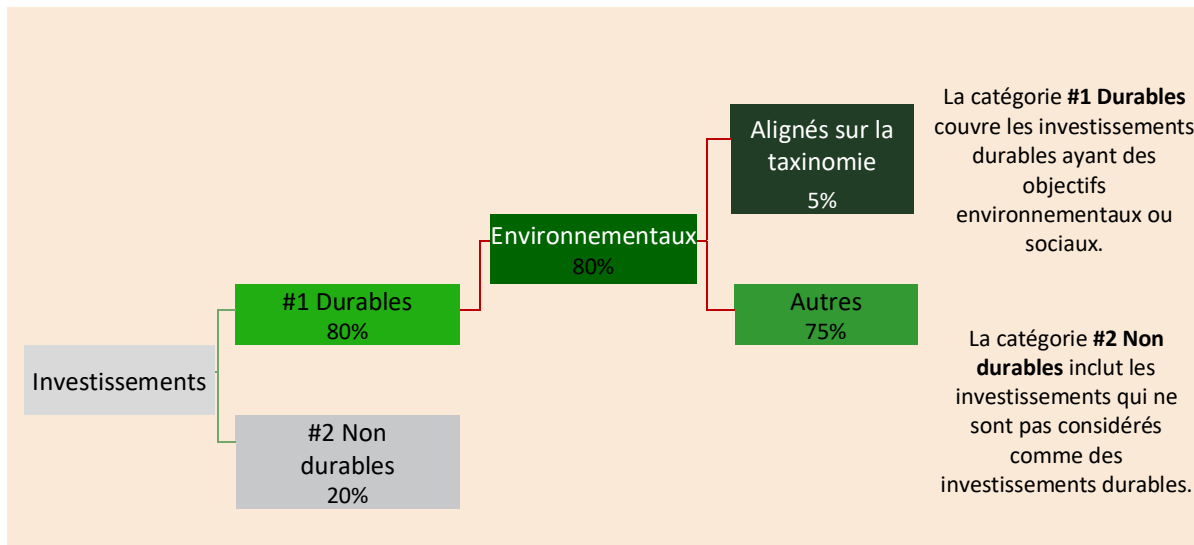 Investissements
#1 Durables
80%
#2 Non
durables
20%
Environnementaux
80%
Alignés sur la
taxinomie
5%
Autres
75%
La catégorie #1 Durables
couvre les investissements
durables ayant des
objectifs
environnementaux ou
sociaux.
La catégorie #2 Non
durables inclut les
investissements qui ne
sont pas considérés
comme des
investissements durables.